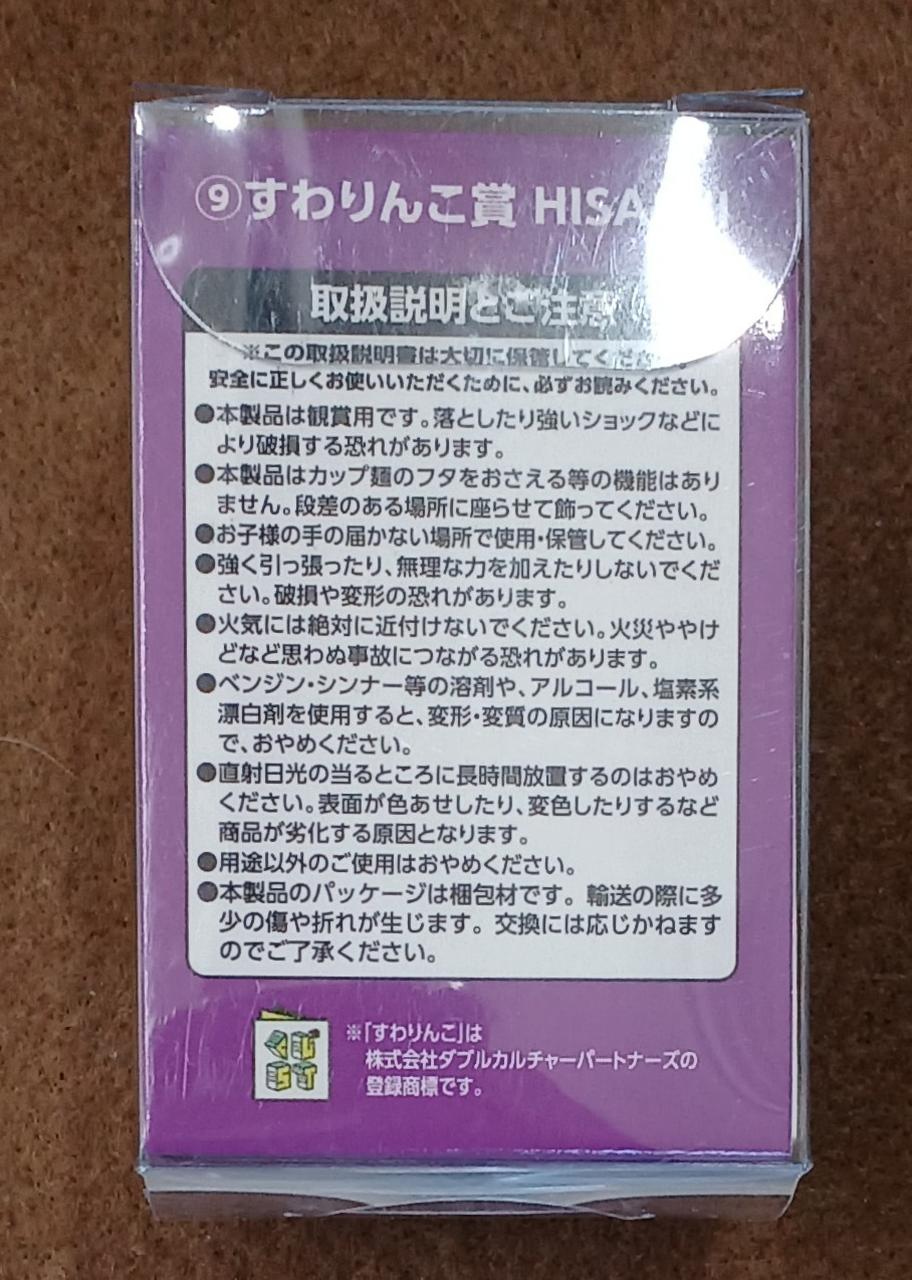 ⑨すわりんこ賞 HISA
取扱説明とご注意
※この取扱説明書は大切に保管してください。
安全に正しくお使いいただくために、必ずお読みください。
●本製品は観賞用です。落としたり強いショックなどに
より破損する恐れがあります。
●本製品はカップ麺のフタをおさえる等の機能はあり
ません。段差のある場所に座らせて飾ってください。
●お子様の手の届かない場所で使用・保管してください。
●強く引っ張ったり、無理な力を加えたりしないでくだ
さい。破損や変形の恐れがあります。
●火気には絶対に近付けないでください。火災ややけ
どなど思わぬ事故につながる恐れがあります。
●ベンジン・シンナー等の溶剤や、アルコール、塩素系
漂白剤を使用すると、変形・変質の原因になりますの
で、おやめください。
●直射日光の当るところに長時間放置するのはおやめ
ください。表面が色あせしたり、変色したりするなど
商品が劣化する原因となります。
●用途以外のご使用はおやめください。
●本製品のパッケージは梱包材です。輸送の際に多
少の傷や折れが生じます。交換には応じかねます
のでご了承ください。
※「すわりんこ」は
株式会社ダブルカルチャーパートナーズの
登録商標です。